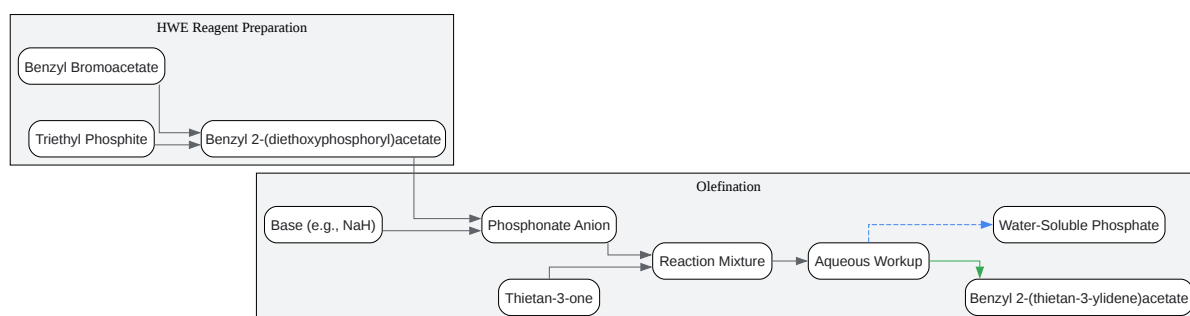 HWE Reagent Preparation
Benzyl Bromoacetate
Triethyl Phosphite
Benzyl 2-(diethoxyphosphoryl)acetate
Olefination
Base (e.g., NaH)
Phosphonate Anion
Water-Soluble Phosphate
Reaction Mixture
Aqueous Workup
Thietan-3-one
Benzyl 2-(thietan-3-ylidene)acetate